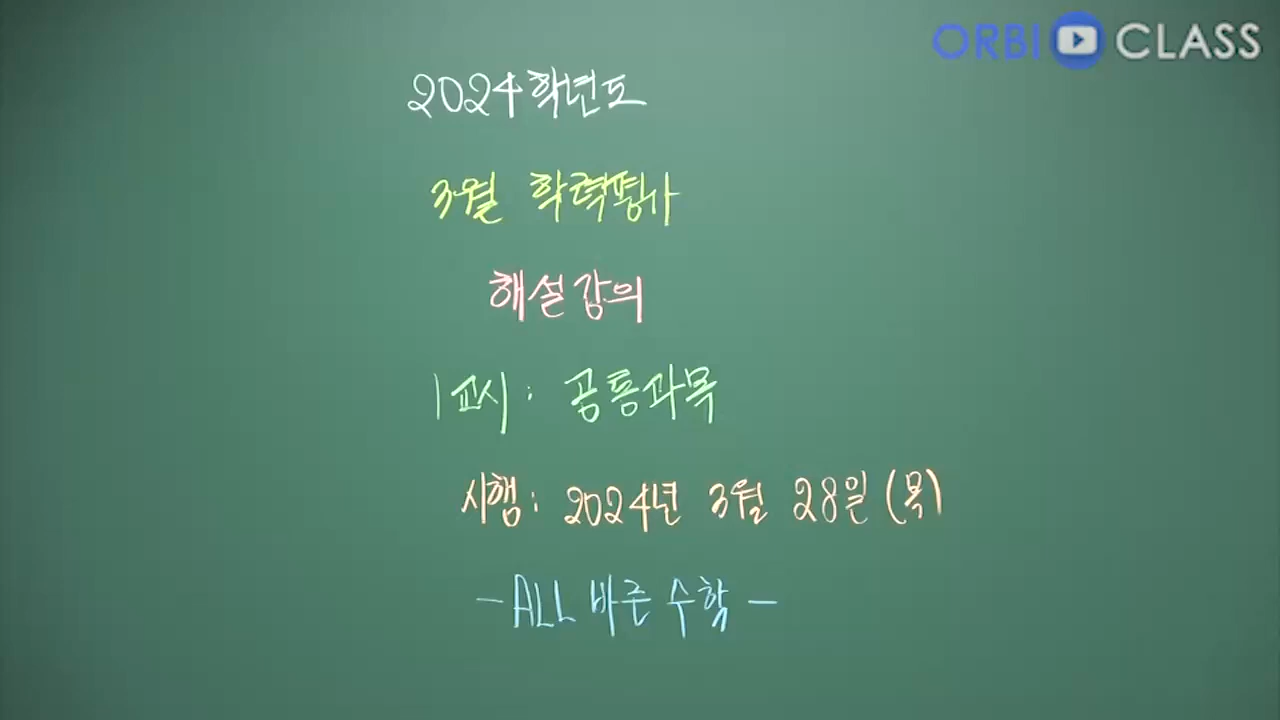 ORBI CLASS
2024학년도
3월 학력평가
해설강의
1교시 : 공통과목
시행 : 2024년 3월 28일 (목)
- ALL 바른 수학 -